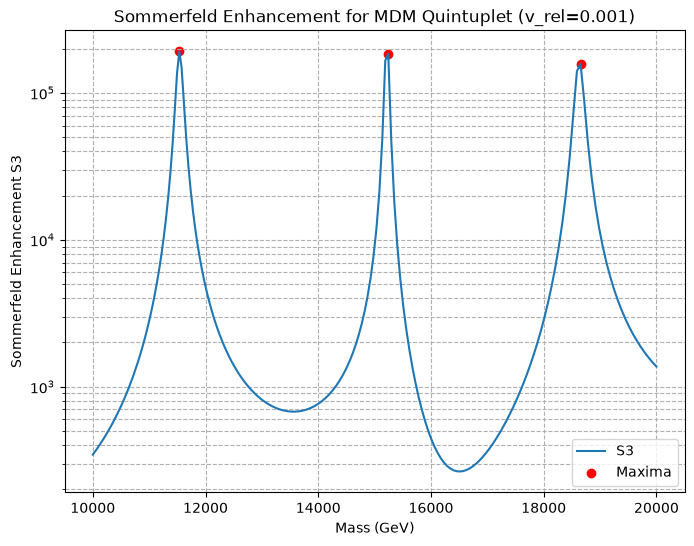 Sommerfeld Enhancement for MDM Quintuplet (v_rel=0.001)
Sommerfeld Enhancement S3
10⁵
10⁴
10³
S3
Maxima
10000 12000 14000 16000 18000 20000
Mass (GeV)